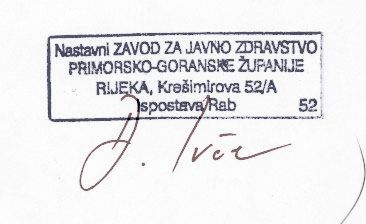 Nastavni ZAVOD ZA JAVNO ZDRAVSTVO
PRIMORSKO-GORANSKE ŽUPANIJE
RIJEKA, Krešimirova 52/A
Ispostava Rab 52